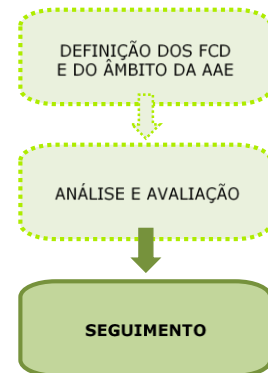 DEFINIÇÃO DOS FCD
E DO ÂMBITO DA AAE
ANÁLISE E AVALIAÇÃO
SEGUIMENTO